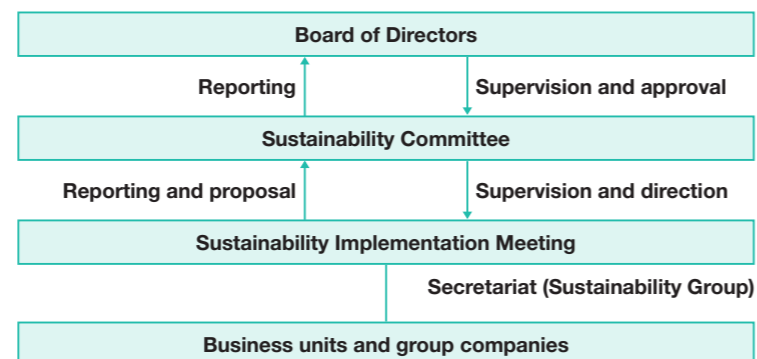 Board of Directors
Reporting
Supervision and approval
Sustainability Committee
Reporting and proposal
Supervision and direction
Sustainability Implementation Meeting
Secretariat (Sustainability Group)
Business units and group companies